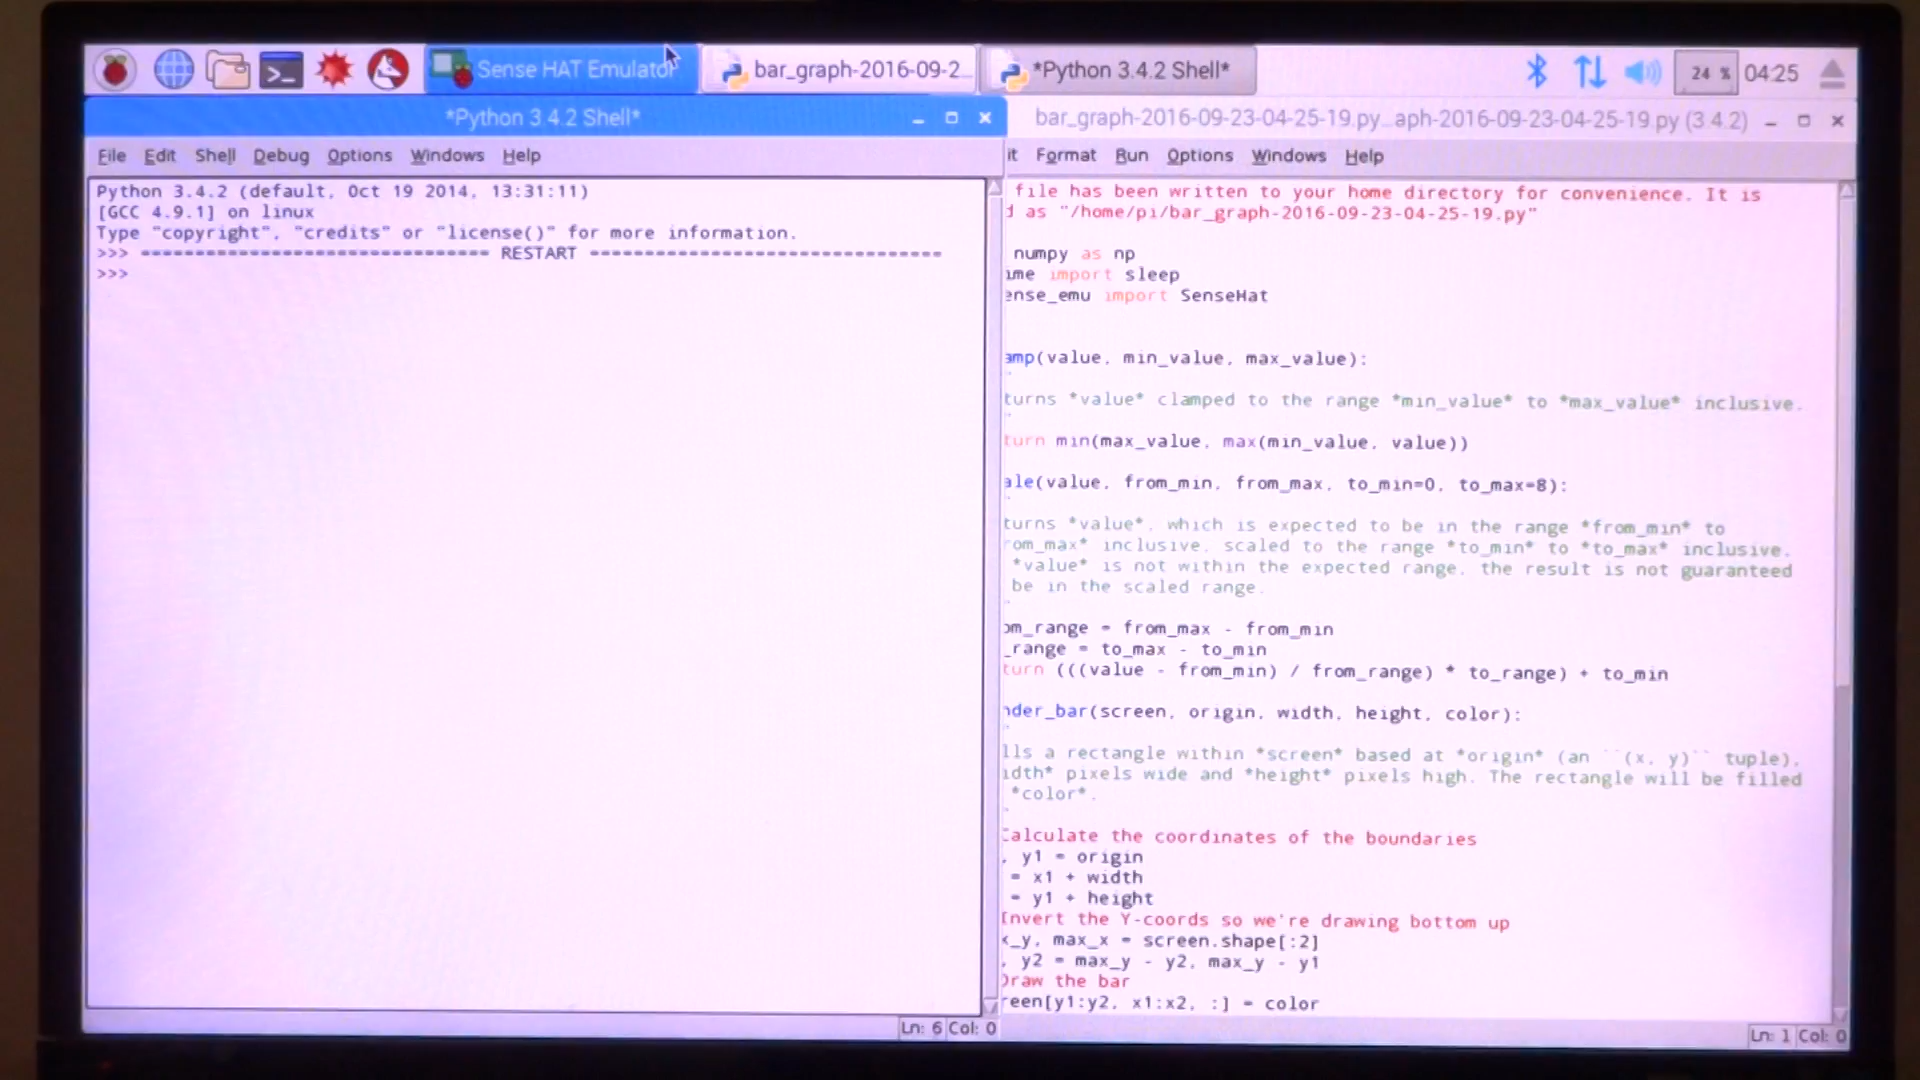 Sense HAT Emulator
bar_graph-2016-09-2...
*Python 3.4.2 Shell*
24 %
04:25
*Python 3.4.2 Shell*
File Edit Shell Debug Options Windows Help
Python 3.4.2 (default, Oct 19 2014, 13:31:11)
[GCC 4.9.1] on linux
Type "copyright", "credits" or "license()" for more information.
>>> ================================ RESTART ================================
>>>
Ln: 6 Col: 0
bar_graph-2016-09-23-04-25-19.py...aph-2016-09-23-04-25-19.py (3.4.2)
it Format Run Options Windows Help
file has been written to your home directory for convenience. It is
d as "/home/pi/bar_graph-2016-09-23-04-25-19.py"
numpy as np
ime import sleep
ense_emu import SenseHat
amp(value, min_value, max_value):
turns *value* clamped to the range *min_value* to *max_value* inclusive.
turn min(max_value, max(min_value, value))
ale(value, from_min, from_max, to_min=0, to_max=8):
turns *value*, which is expected to be in the range *from_min* to
rom_max* inclusive, scaled to the range *to_min* to *to_max* inclusive.
*value* is not within the expected range, the result is not guaranteed
be in the scaled range.
om_range = from_max - from_min
_range = to_max - to_min
turn (((value - from_min) / from_range) * to_range) + to_min
nder_bar(screen, origin, width, height, color):
lls a rectangle within *screen* based at *origin* (an ``(x, y)`` tuple),
idth* pixels wide and *height* pixels high. The rectangle will be filled
*color*.
Calculate the coordinates of the boundaries
, y1 = origin
= x1 + width
= y1 + height
Invert the Y-coords so we're drawing bottom up
x_y, max_x = screen.shape[:2]
, y2 = max_y - y2, max_y - y1
Draw the bar
reen[y1:y2, x1:x2, :] = color
Ln: 1 Col: 0